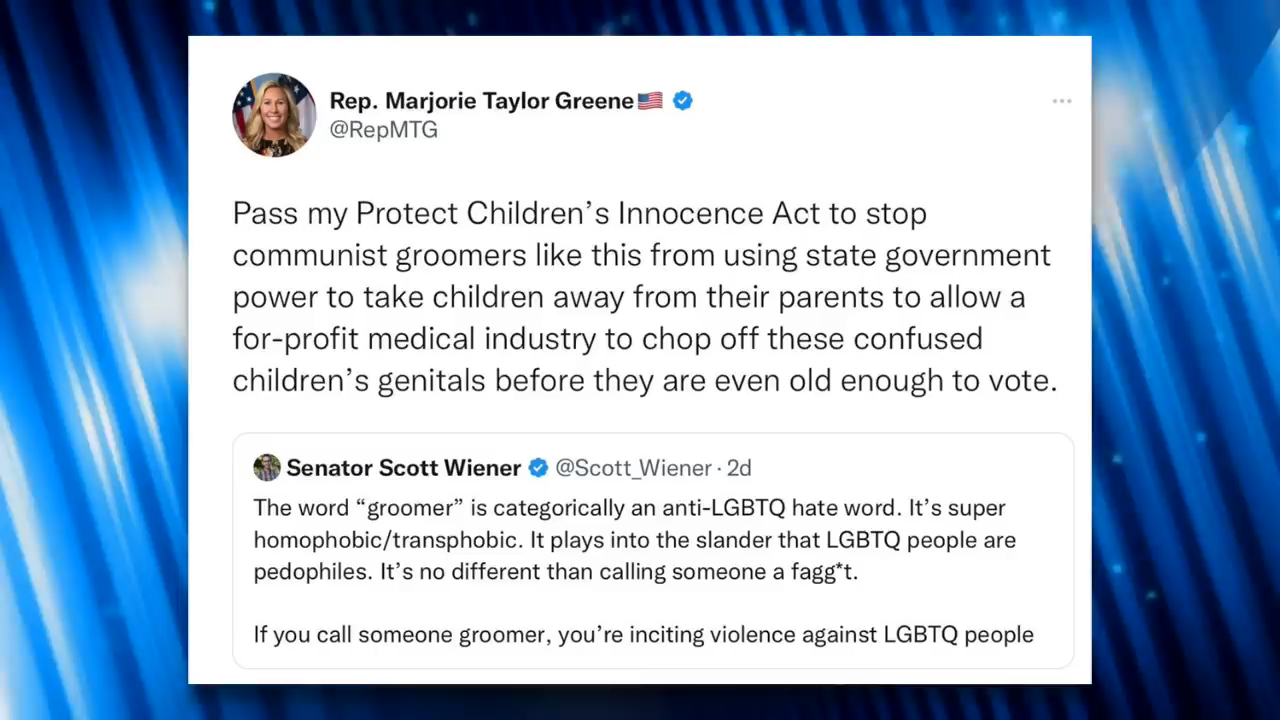 Rep. Marjorie Taylor Greene🇺🇸
@RepMTG
Pass my Protect Children’s Innocence Act to stop
communist groomers like this from using state government
power to take children away from their parents to allow a
for-profit medical industry to chop off these confused
children’s genitals before they are even old enough to vote.
Senator Scott Wiener @Scott_Wiener · 2d
The word “groomer” is categorically an anti-LGBTQ hate word. It’s super
homophobic/transphobic. It plays into the slander that LGBTQ people are
pedophiles. It’s no different than calling someone a fagg*t.
If you call someone groomer, you’re inciting violence against LGBTQ people